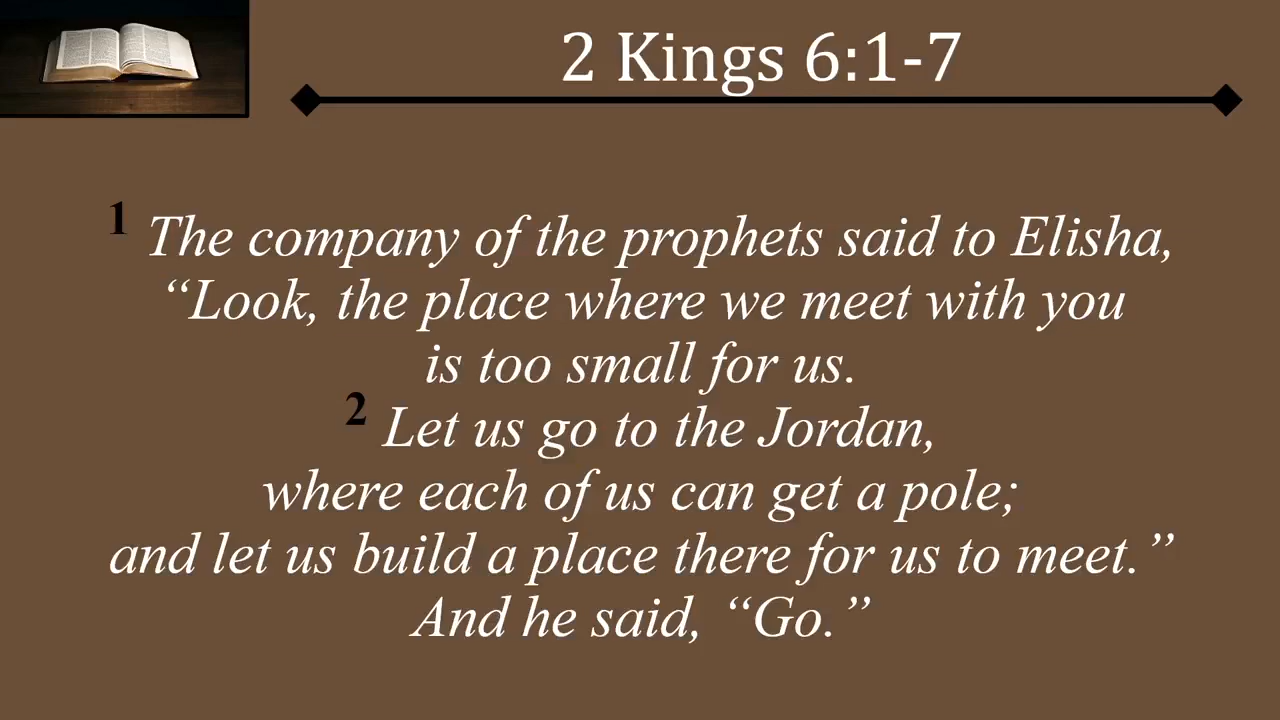 2 Kings 6:1-7
1 The company of the prophets said to Elisha,
“Look, the place where we meet with you
is too small for us.
2 Let us go to the Jordan,
where each of us can get a pole;
and let us build a place there for us to meet.”
And he said, “Go.”